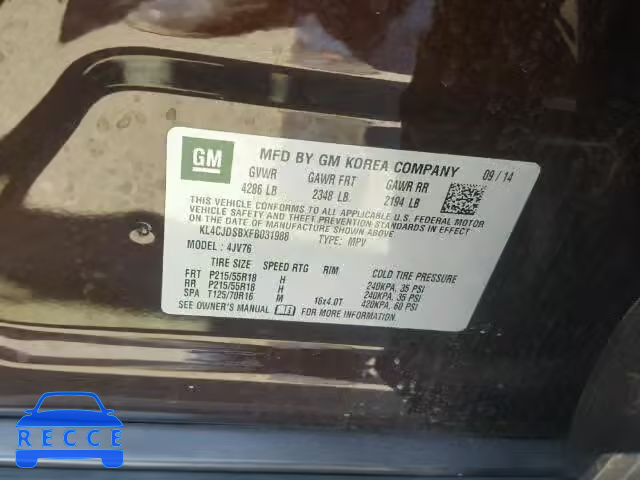 GM
MFD BY GM KOREA COMPANY 09/14
GVWR GAWR FRT GAWR RR
4286 LB 2348 LB 2194 LB
THIS VEHICLE CONFORMS TO ALL APPLICABLE U.S. FEDERAL MOTOR
VEHICLE SAFETY AND THEFT PREVENTION STANDARDS IN EFFECT
ON THE DATE OF MANUFACTURE SHOWN ABOVE.
KL4CJDSBXFB031988 TYPE: MPV
MODEL: 4JV76
TIRE SIZE SPEED RTG RIM COLD TIRE PRESSURE
FRT P215/55R18 H 240KPA, 35 PSI
RR P215/55R18 H 240KPA, 35 PSI
SPA T125/70R16 M 16x4.0T 420KPA, 60 PSI
SEE OWNER'S MANUAL FOR MORE INFORMATION.
RECORD
SOURCE